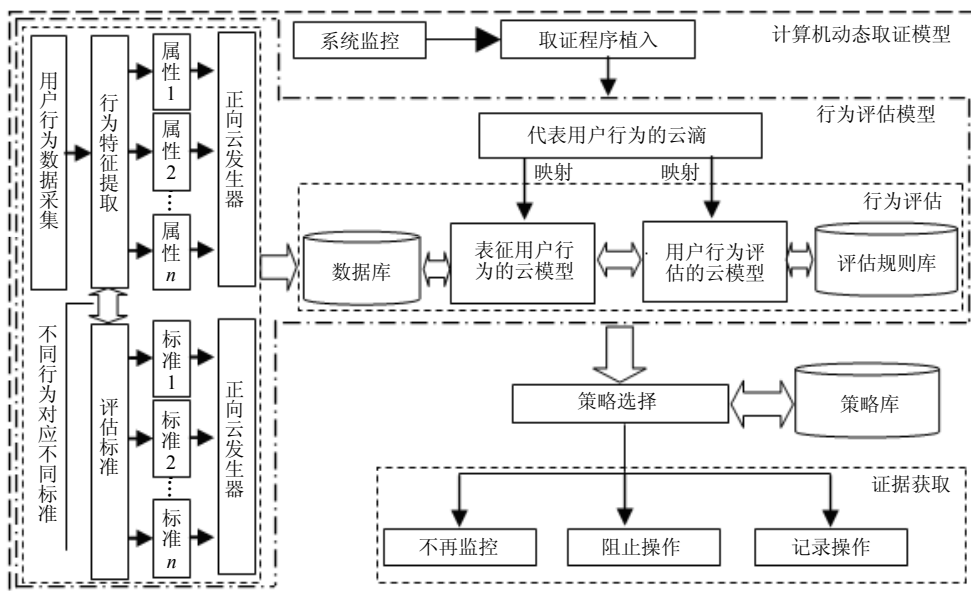 系统监控
取证程序植入
计算机动态取证模型
用户行为数据采集
行为特征提取
属性1
属性2
……
属性n
正向云发生器
行为评估模型
代表用户行为的云滴
映射
映射
行为评估
数据库
表征用户行
为的云模型
用户行为评
估的云模型
评估规则库
不同行为对应不同标准
评估标准
标准1
标准2
……
标准n
正向云发生器
策略选择
策略库
证据获取
不再监控
阻止操作
记录操作